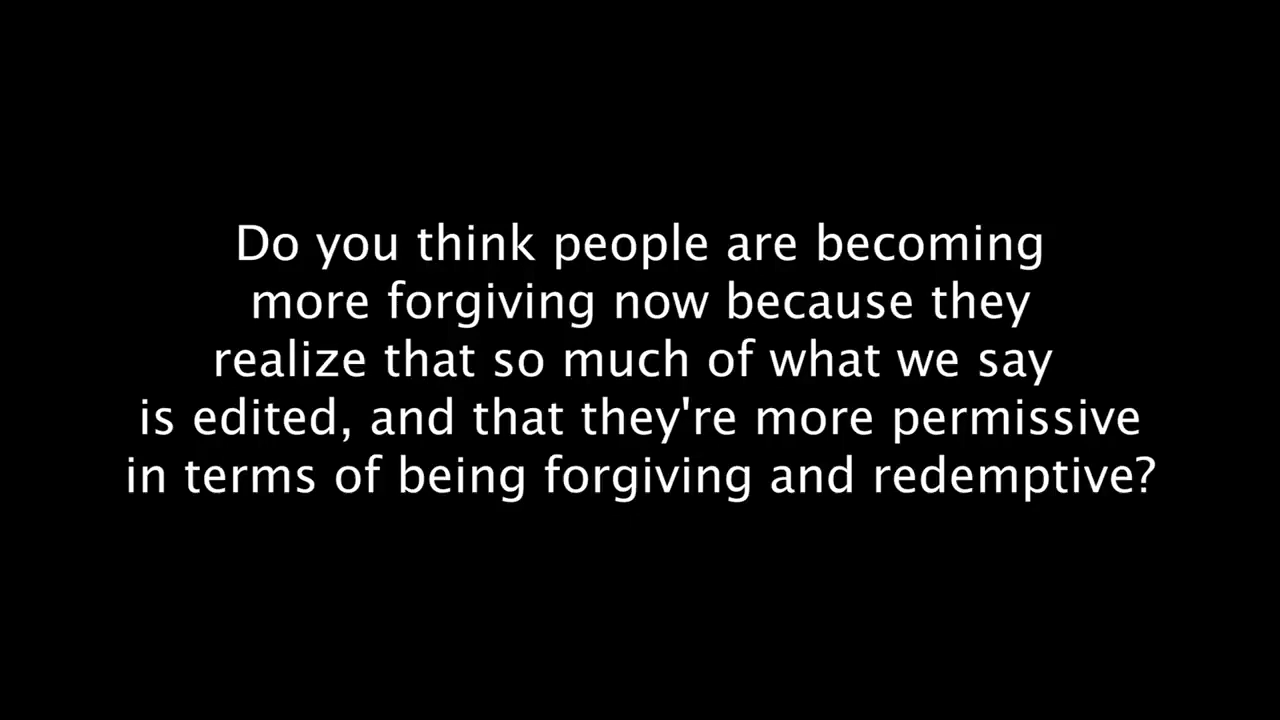 Do you think people are becoming
more forgiving now because they
realize that so much of what we say
is edited, and that they're more permissive
in terms of being forgiving and redemptive?